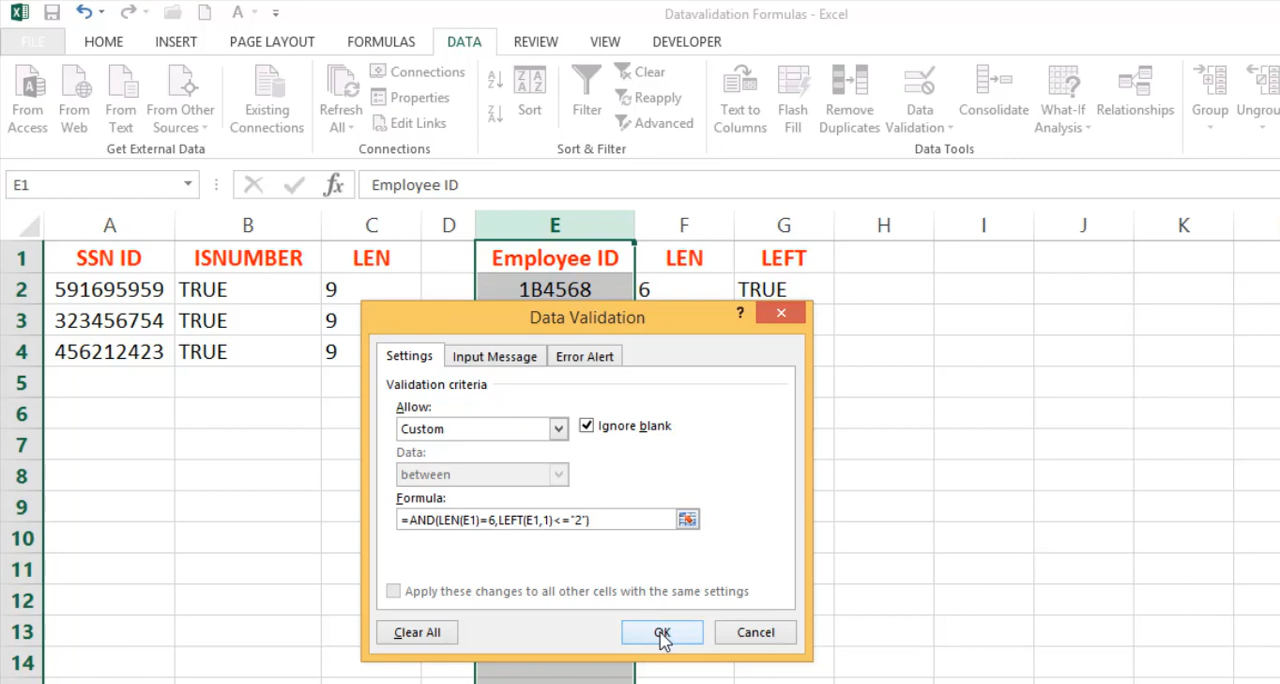 Datavalidation Formulas - Excel
FILE HOME INSERT PAGE LAYOUT FORMULAS DATA REVIEW VIEW DEVELOPER
From Access
From Web
From Text
From Other Sources
Existing Connections
Get External Data
Refresh All
Connections
Properties
Edit Links
Connections
Sort
Filter
Clear
Reapply
Advanced
Sort & Filter
Text to Columns
Flash Fill
Remove Duplicates
Data Validation
Consolidate
What-If Analysis
Relationships
Data Tools
Group
Ungrou
E1 fx Employee ID
A B C D E F G H I J K
1 SSN ID ISNUMBER LEN Employee ID LEN LEFT
2 591695959 TRUE 9 1B4568 6 TRUE
3 323456754 TRUE 9
4 456212423 TRUE 9
5
6
7
8
9
10
11
12
13
14
Data Validation ?
Settings Input Message Error Alert
Validation criteria
Allow:
Custom Ignore blank
Data:
between
Formula:
=AND(LEN(E1)=6,LEFT(E1,1)<="2")
Apply these changes to all other cells with the same settings
Clear All OK Cancel